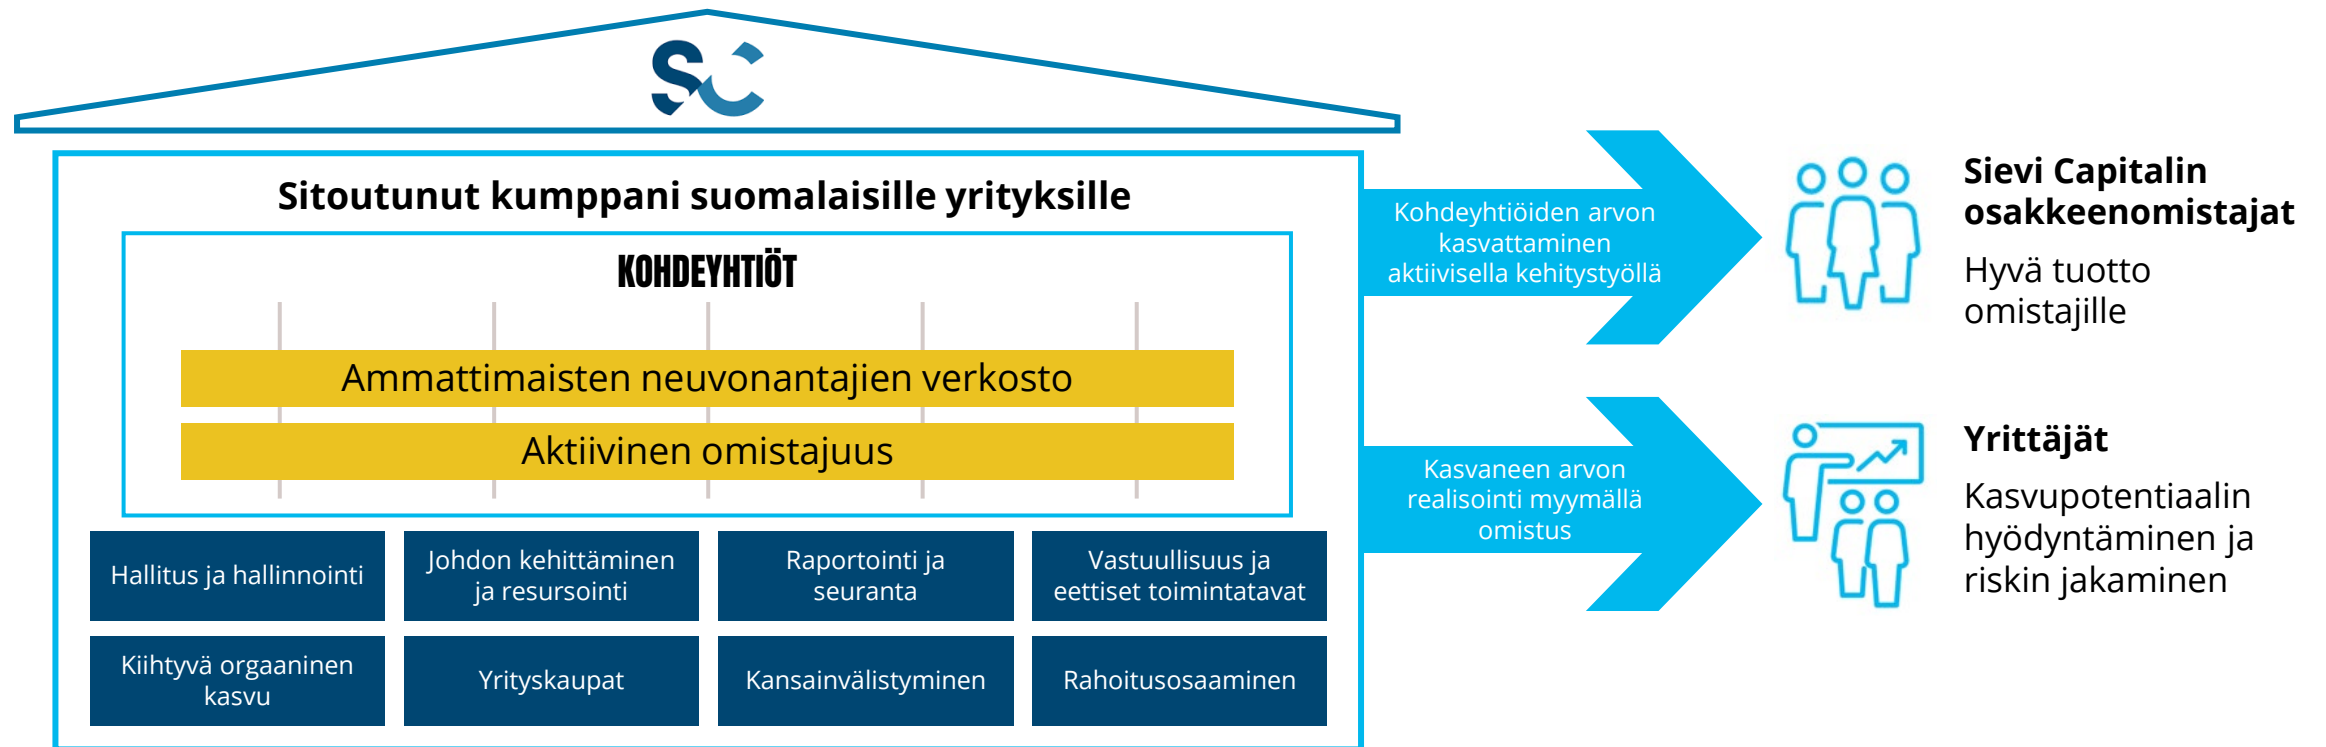 SC
Sitoutunut kumppani suomalaisille yrityksille
KOHDEYHTIÖT
Ammattimaisten neuvonantajien verkosto
Aktiivinen omistajuus
Hallitus ja hallinnointi
Johdon kehittäminen
ja resursointi
Raportointi ja
seuranta
Vastuullisuus ja
eettiset toimintatavat
Kiihtyvä orgaaninen
kasvu
Yrityskaupat
Kansainvälistyminen
Rahoitusosaaminen
Kohdeyhtiöiden arvon
kasvattaminen
aktiivisella kehitystyöllä
Sievi Capitalin
osakkeenomistajat
Hyvä tuotto
omistajille
Kasvaneen arvon
realisointi myymällä
omistus
Yrittäjät
Kasvupotentiaalin
hyödyntäminen ja
riskin jakaminen